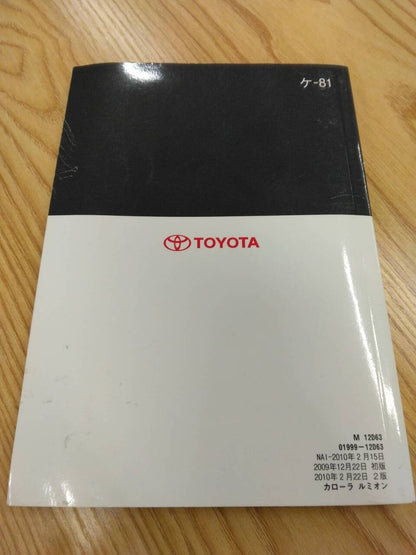 ケ-81
TOYOTA
M 12D63
01999-12D63
NAI-2010年2月15日
2009年12月22日 初版
2010年2月22日 2版
カローラ ルミオン